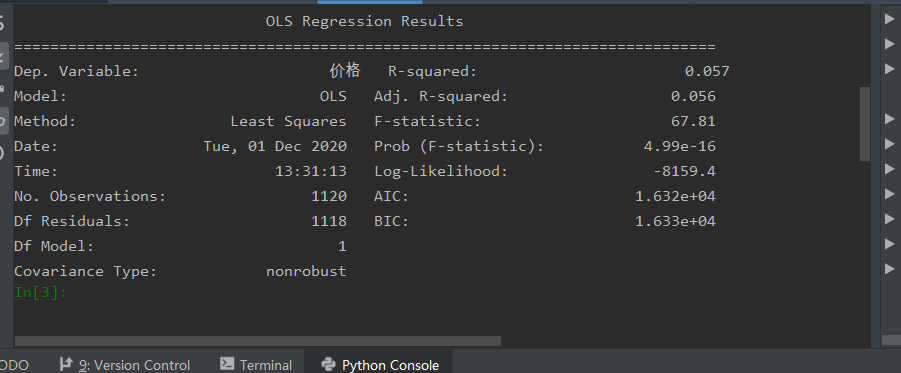 OLS Regression Results
==============================================================================
Dep. Variable: 价格 R-squared: 0.057
Model: OLS Adj. R-squared: 0.056
Method: Least Squares F-statistic: 67.81
Date: Tue, 01 Dec 2020 Prob (F-statistic): 4.99e-16
Time: 13:31:13 Log-Likelihood: -8159.4
No. Observations: 1120 AIC: 1.632e+04
Df Residuals: 1118 BIC: 1.633e+04
Df Model: 1
Covariance Type: nonrobust
In[3]:
ODO 9: Version Control Terminal Python Console